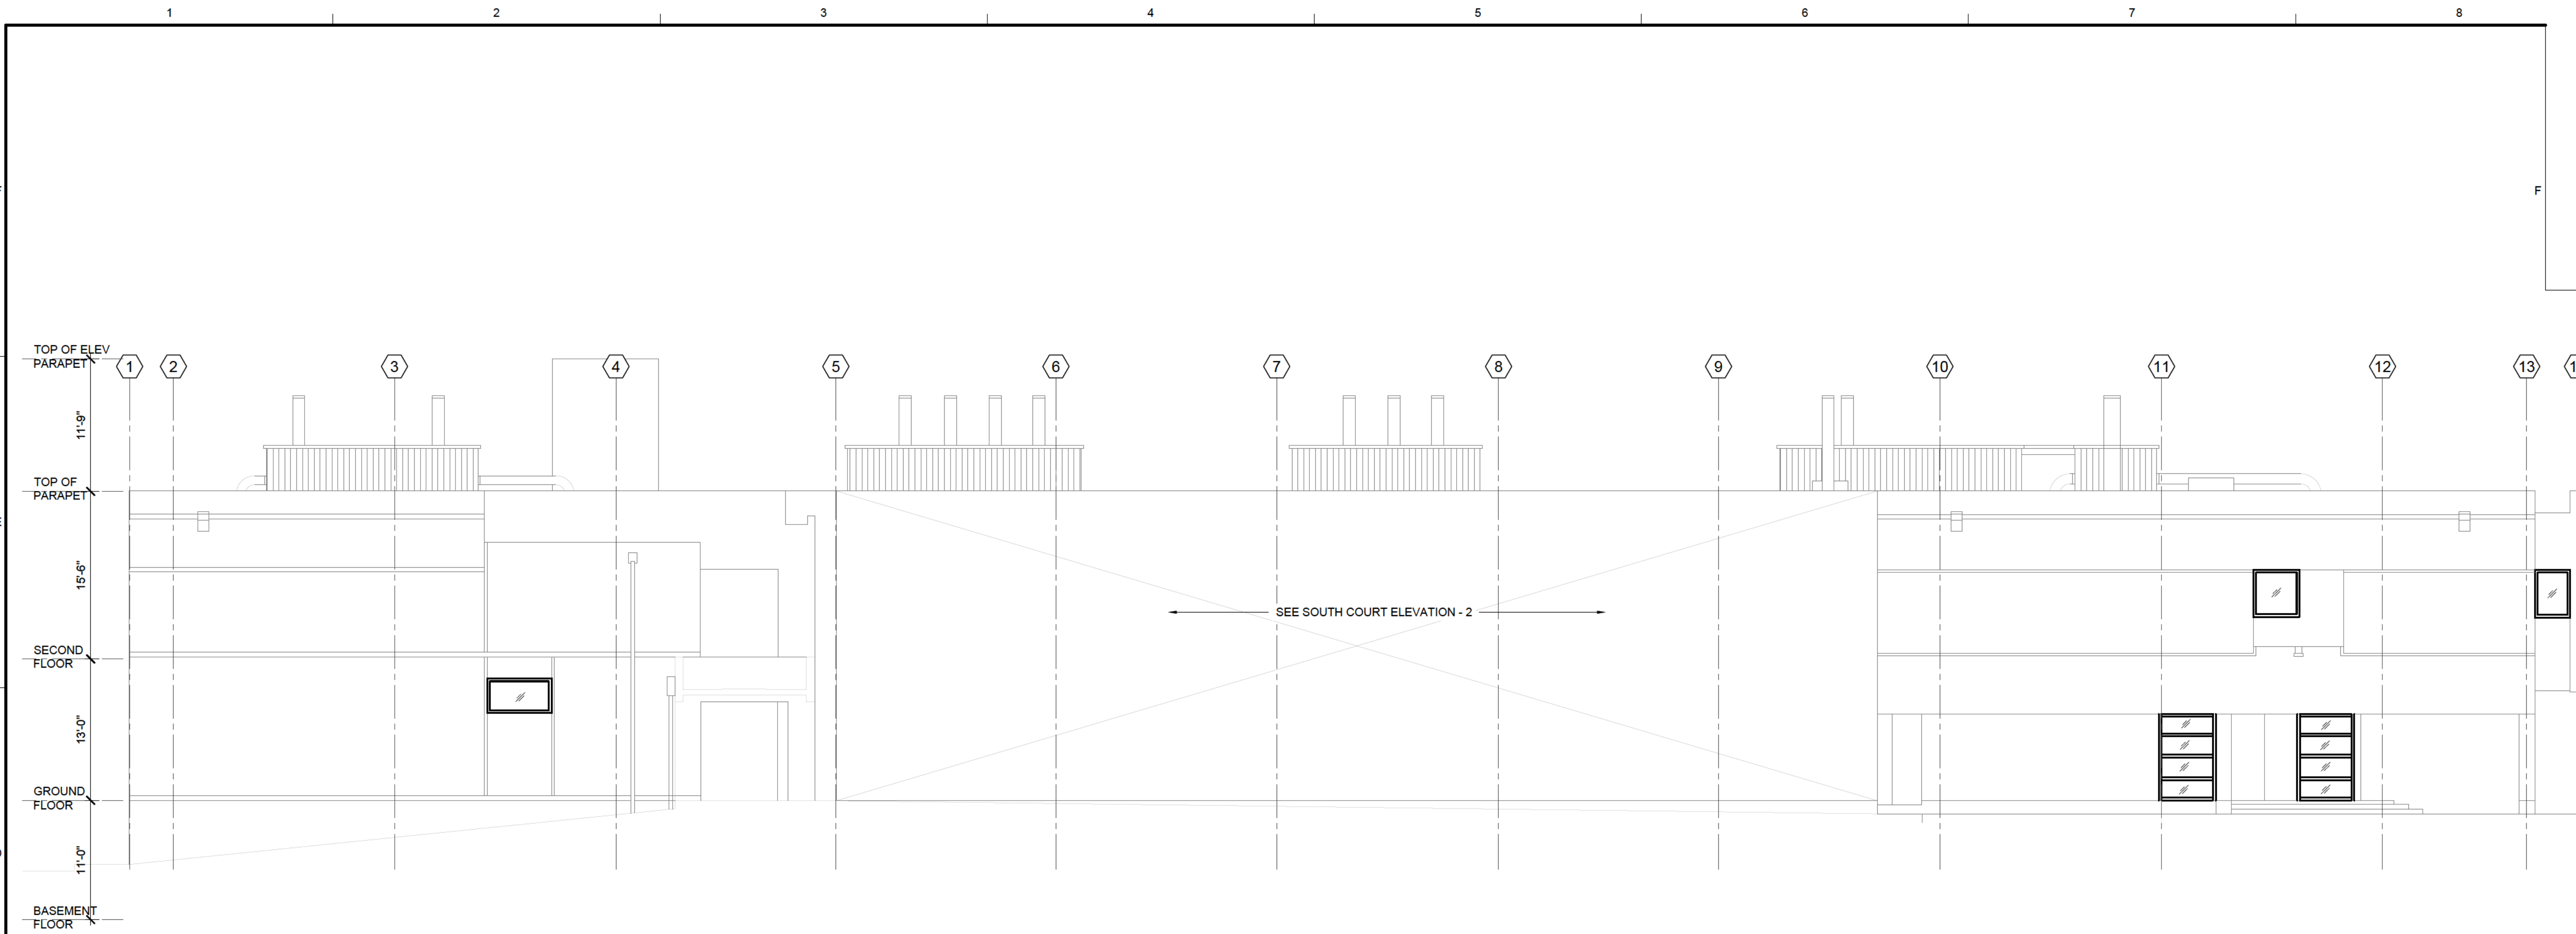 1 2 3 4 5 6 7 8
F
TOP OF ELEV
PARAPET
1 2 3 4 5 6 7 8 9 10 11 12 13
11'-9"
TOP OF
PARAPET
15'-6"
SEE SOUTH COURT ELEVATION - 2
SECOND
FLOOR
13'-0"
GROUND
FLOOR
11'-0"
BASEMENT
FLOOR